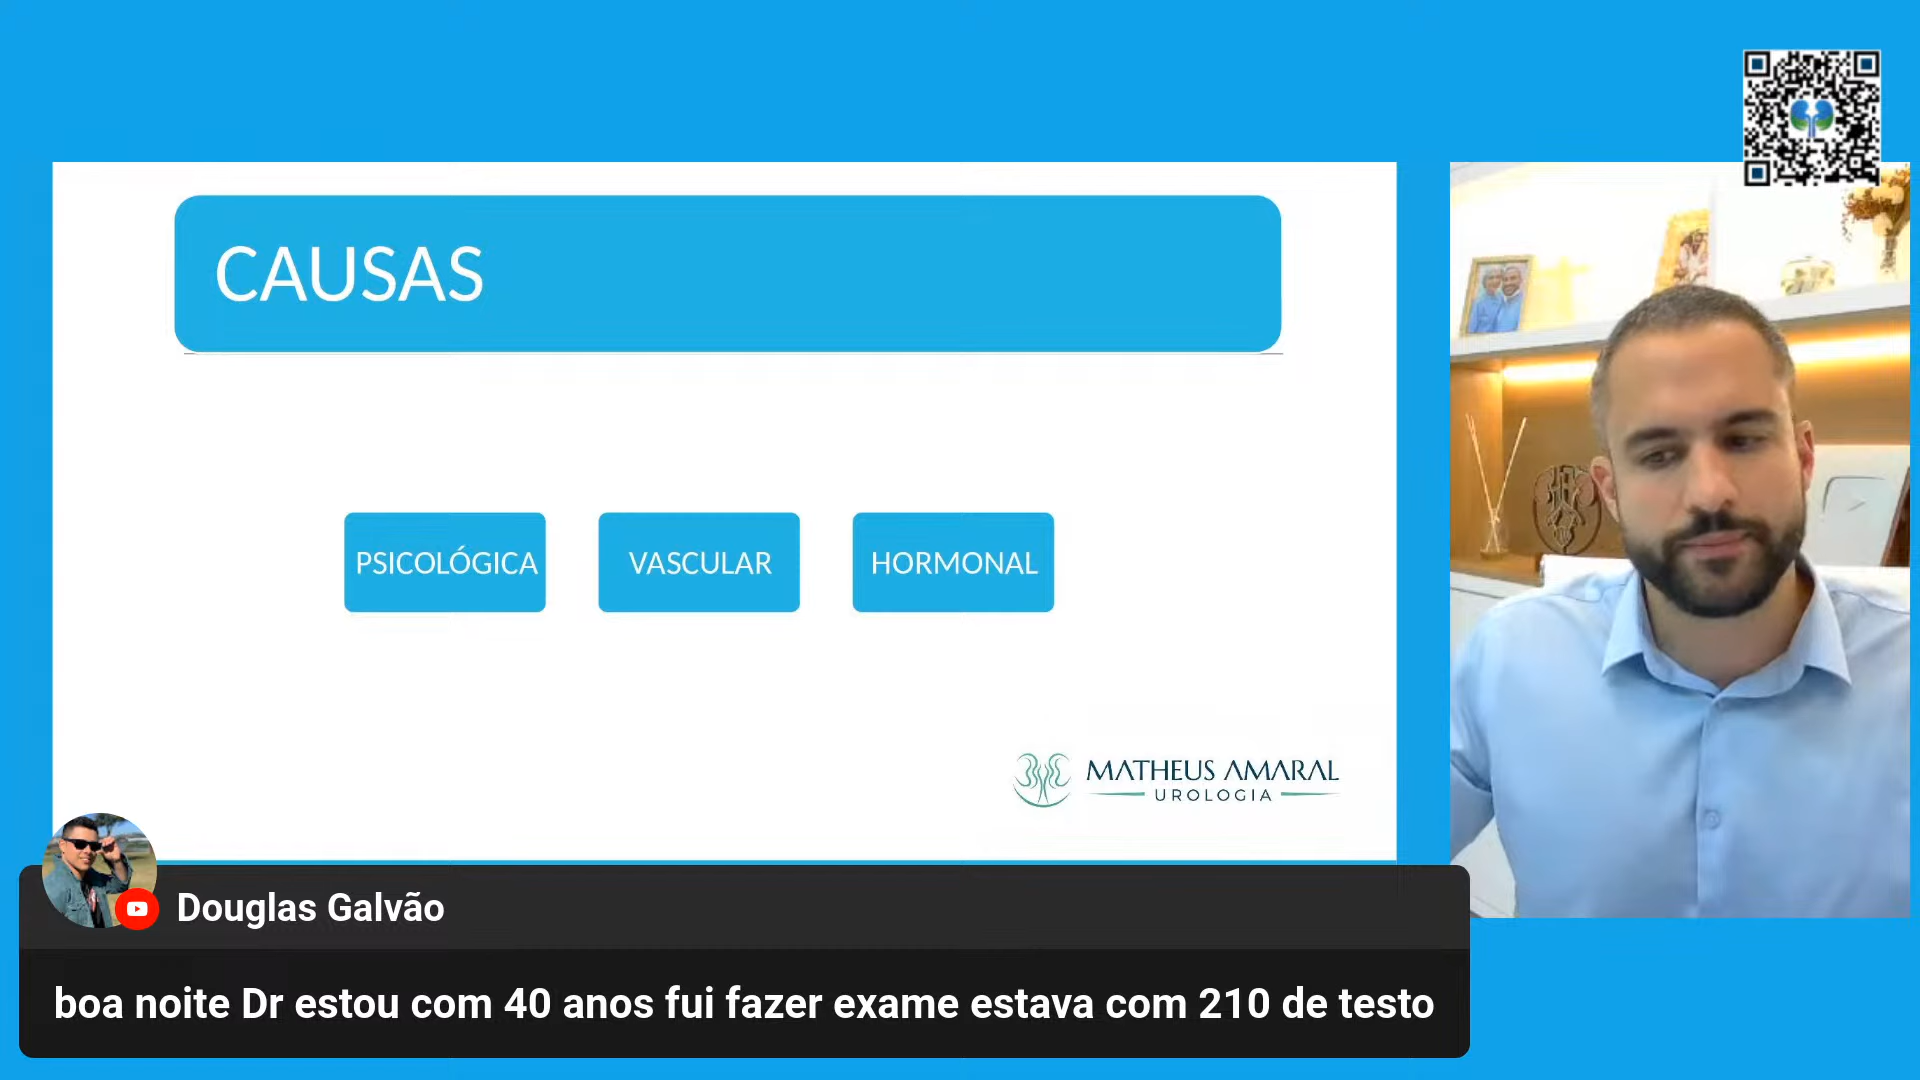 CAUSAS
PSICOLÓGICA
VASCULAR
HORMONAL
MATHEUS AMARAL
UROLOGIA
Douglas Galvão
boa noite Dr estou com 40 anos fui fazer exame estava com 210 de testo